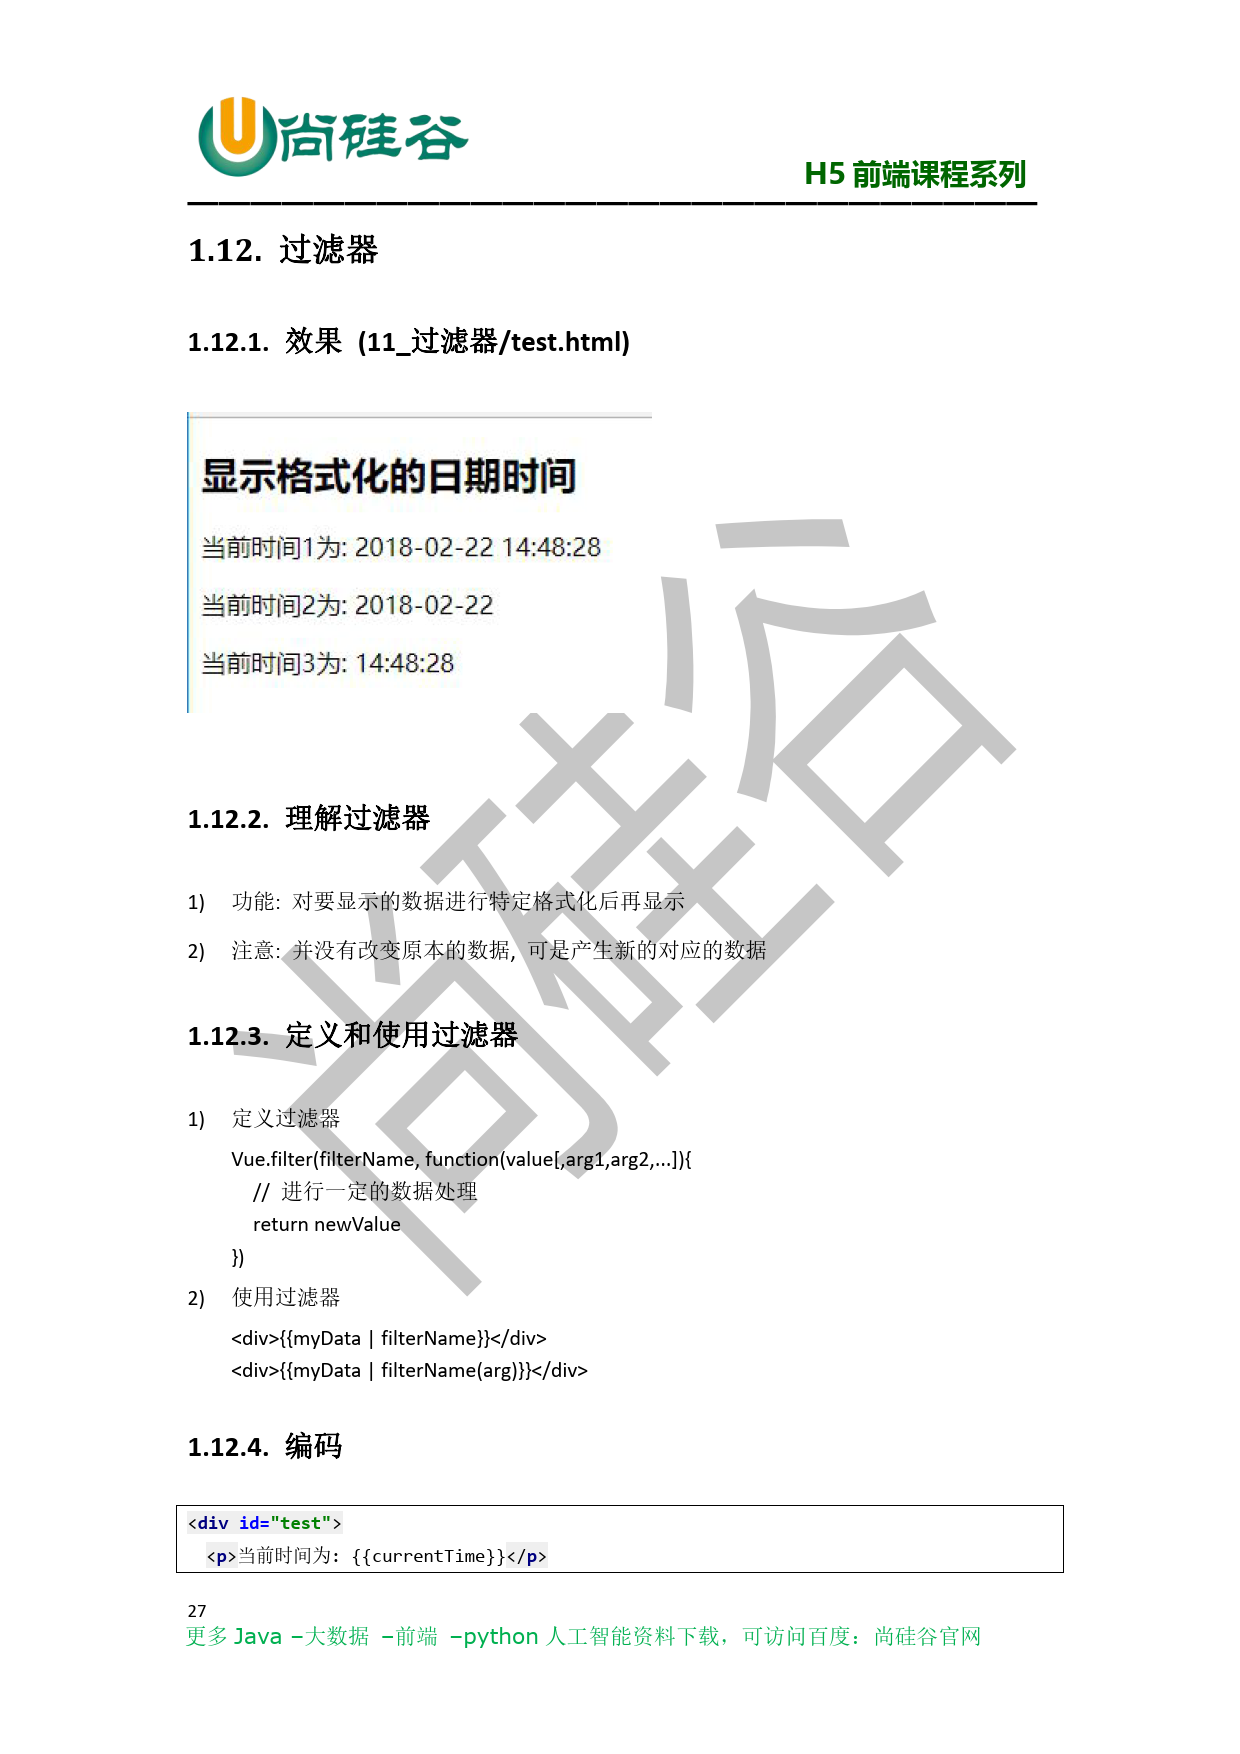 尚硅谷
H5 前端课程系列
1.12. 过滤器
1.12.1. 效果 (11_过滤器/test.html)
显示格式化的日期时间
当前时间1为: 2018-02-22 14:48:28
当前时间2为: 2018-02-22
当前时间3为: 14:48:28
1.12.2. 理解过滤器
1) 功能: 对要显示的数据进行特定格式化后再显示
2) 注意: 并没有改变原本的数据, 可是产生新的对应的数据
1.12.3. 定义和使用过滤器
1) 定义过滤器
Vue.filter(filterName, function(value[,arg1,arg2,...]){
// 进行一定的数据处理
return newValue
})
2) 使用过滤器
<div>{{myData | filterName}}</div>
<div>{{myData | filterName(arg)}}</div>
1.12.4. 编码
<div id="test">
<p>当前时间为: {{currentTime}}</p>
27
更多 Java –大数据 –前端 –python 人工智能资料下载，可访问百度：尚硅谷官网
尚硅谷